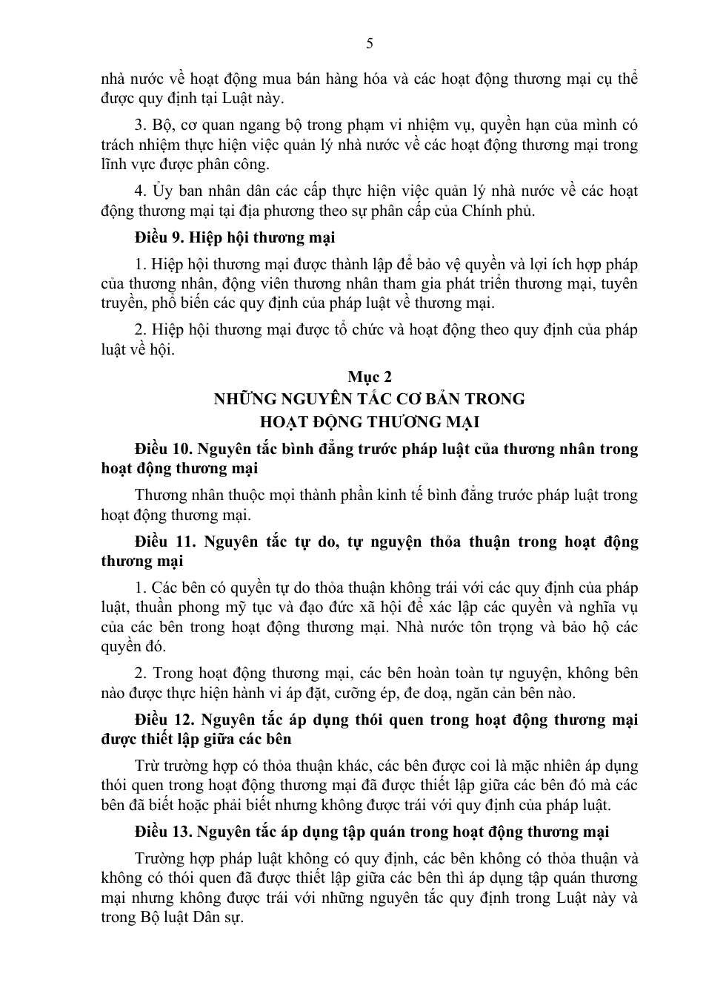 5
nhà nước về hoạt động mua bán hàng hóa và các hoạt động thương mại cụ thể
được quy định tại Luật này.
3. Bộ, cơ quan ngang bộ trong phạm vi nhiệm vụ, quyền hạn của mình có
trách nhiệm thực hiện việc quản lý nhà nước về các hoạt động thương mại trong
lĩnh vực được phân công.
4. Ủy ban nhân dân các cấp thực hiện việc quản lý nhà nước về các hoạt
động thương mại tại địa phương theo sự phân cấp của Chính phủ.
Điều 9. Hiệp hội thương mại
1. Hiệp hội thương mại được thành lập để bảo vệ quyền và lợi ích hợp pháp
của thương nhân, động viên thương nhân tham gia phát triển thương mại, tuyên
truyền, phổ biến các quy định của pháp luật về thương mại.
2. Hiệp hội thương mại được tổ chức và hoạt động theo quy định của pháp
luật về hội.
Mục 2
NHỮNG NGUYÊN TẮC CƠ BẢN TRONG
HOẠT ĐỘNG THƯƠNG MẠI
Điều 10. Nguyên tắc bình đẳng trước pháp luật của thương nhân trong
hoạt động thương mại
Thương nhân thuộc mọi thành phần kinh tế bình đẳng trước pháp luật trong
hoạt động thương mại.
Điều 11. Nguyên tắc tự do, tự nguyện thỏa thuận trong hoạt động
thương mại
1. Các bên có quyền tự do thỏa thuận không trái với các quy định của pháp
luật, thuần phong mỹ tục và đạo đức xã hội để xác lập các quyền và nghĩa vụ
của các bên trong hoạt động thương mại. Nhà nước tôn trọng và bảo hộ các
quyền đó.
2. Trong hoạt động thương mại, các bên hoàn toàn tự nguyện, không bên
nào được thực hiện hành vi áp đặt, cưỡng ép, đe doạ, ngăn cản bên nào.
Điều 12. Nguyên tắc áp dụng thói quen trong hoạt động thương mại
được thiết lập giữa các bên
Trừ trường hợp có thỏa thuận khác, các bên được coi là mặc nhiên áp dụng
thói quen trong hoạt động thương mại đã được thiết lập giữa các bên đó mà các
bên đã biết hoặc phải biết nhưng không được trái với quy định của pháp luật.
Điều 13. Nguyên tắc áp dụng tập quán trong hoạt động thương mại
Trường hợp pháp luật không có quy định, các bên không có thỏa thuận và
không có thói quen đã được thiết lập giữa các bên thì áp dụng tập quán thương
mại nhưng không được trái với những nguyên tắc quy định trong Luật này và
trong Bộ luật Dân sự.